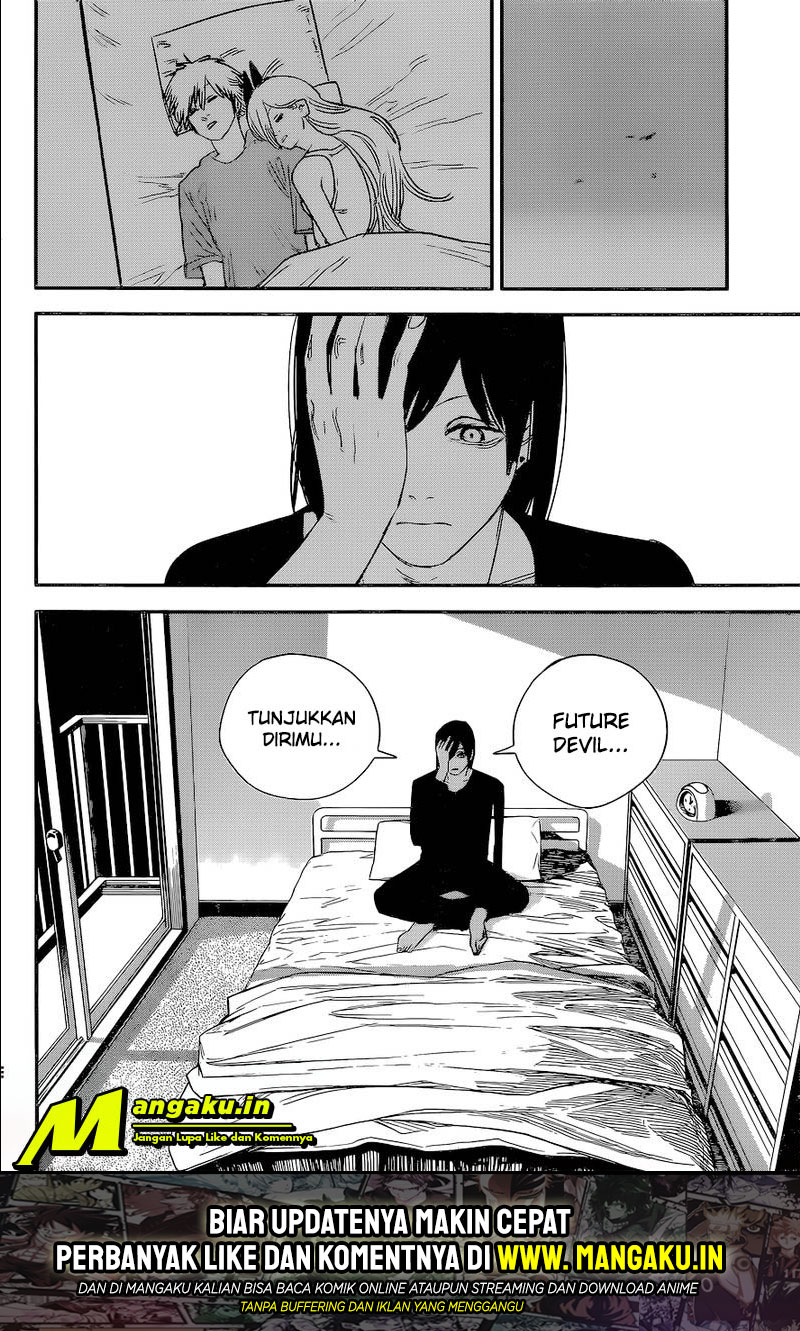 FUTURE
DEVIL...
TUNJUKKAN
DIRIMU...
Mangaku.in
Jangan Lupa Like dan Komennya
BIAR UPDATENYA MAKIN CEPAT
PERBANYAK LIKE DAN KOMENTNYA DI WWW. MANGAKU.IN
DAN DI MANGAKU KALIAN BISA BACA KOMIK ONLINE ATAUPUN STREAMING DAN DOWNLOAD ANIME
TANPA BUFFERING DAN IKLAN YANG MENGGANGU